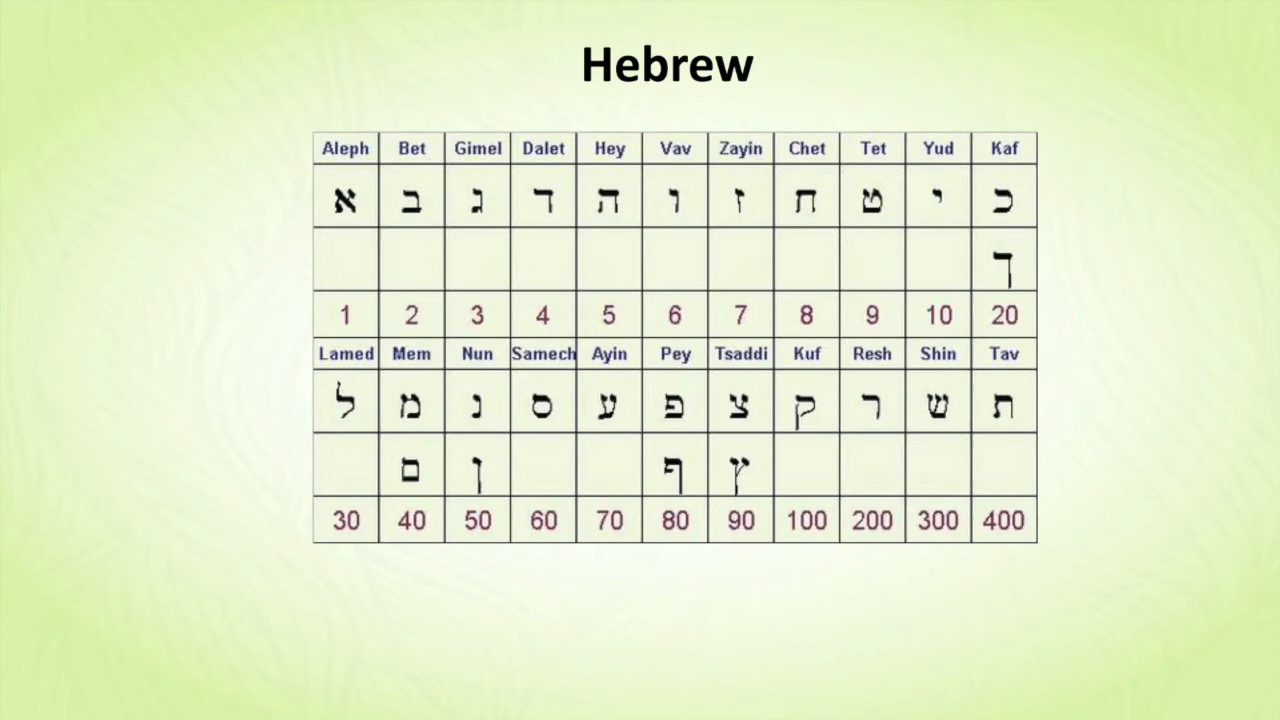 Hebrew
Aleph Bet Gimel Dalet Hey Vav Zayin Chet Tet Yud Kaf
א ב ג ד ה ו ז ח ט י כ
ך
1 2 3 4 5 6 7 8 9 10 20
Lamed Mem Nun Samech Ayin Pey Tsaddi Kuf Resh Shin Tav
ל מ נ ס ע פ צ ק ר ש ת
ם ן ף ץ
30 40 50 60 70 80 90 100 200 300 400